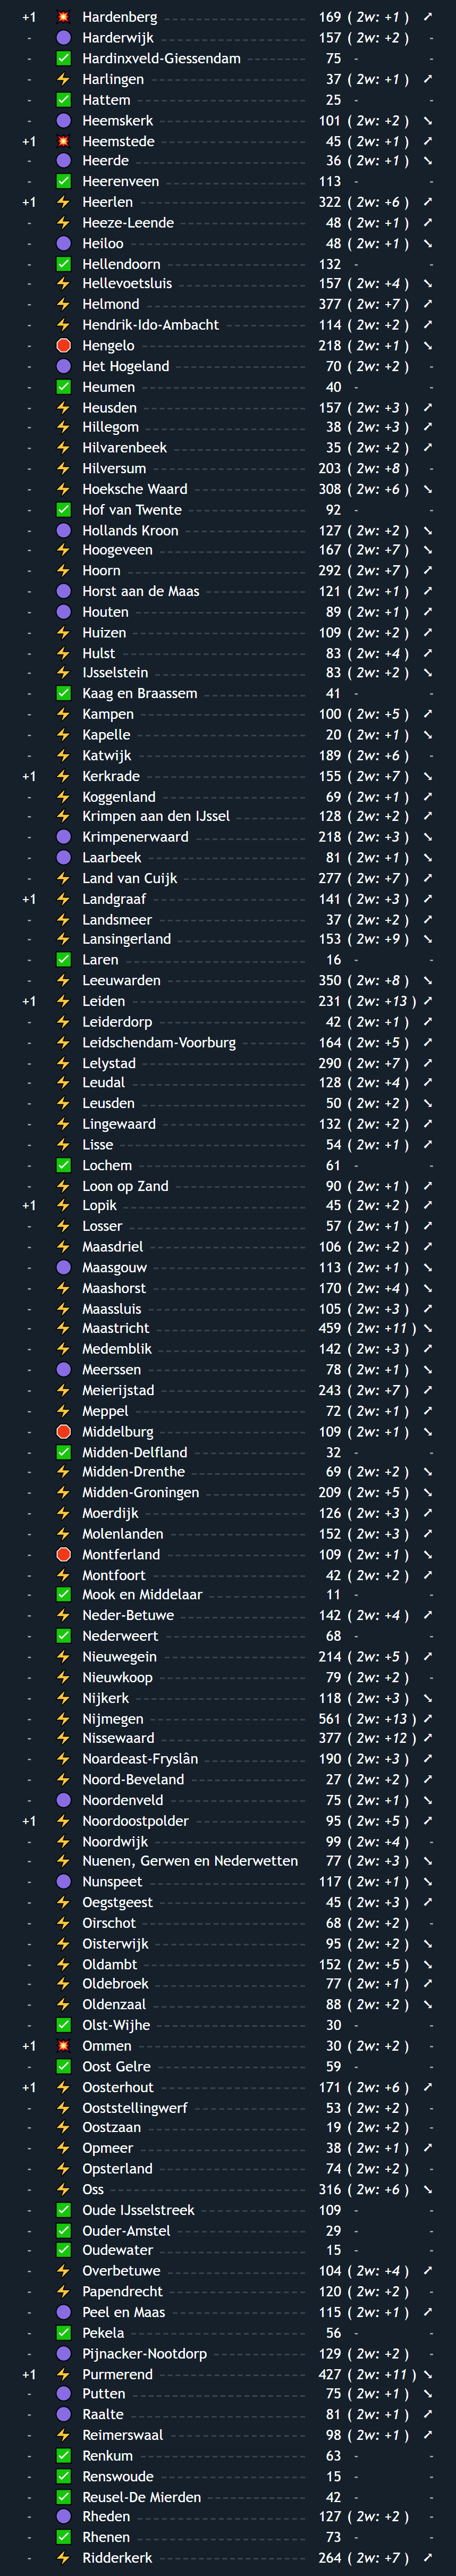 +1 💥 Hardenberg 169 ( 2w: +1 ) ↗
- 🟣 Harderwijk 157 ( 2w: +2 ) -
- ✅ Hardinxveld-Giessendam 75 - -
- ⚡ Harlingen 37 ( 2w: +1 ) ↗
- ✅ Hattem 25 - -
- 🟣 Heemskerk 101 ( 2w: +2 ) ↘
+1 💥 Heemstede 45 ( 2w: +1 ) ↗
- 🟣 Heerde 36 ( 2w: +1 ) ↘
- ✅ Heerenveen 113 - -
+1 ⚡ Heerlen 322 ( 2w: +6 ) ↗
- ⚡ Heeze-Leende 48 ( 2w: +1 ) ↗
- 🟣 Heiloo 48 ( 2w: +1 ) ↘
- ✅ Hellendoorn 132 - -
- ⚡ Hellevoetsluis 157 ( 2w: +4 ) ↘
- ⚡ Helmond 377 ( 2w: +7 ) ↗
- ⚡ Hendrik-Ido-Ambacht 114 ( 2w: +2 ) ↗
- 🛑 Hengelo 218 ( 2w: +1 ) ↘
- 🟣 Het Hogeland 70 ( 2w: +2 ) -
- ✅ Heumen 40 - -
- ⚡ Heusden 157 ( 2w: +3 ) ↗
- ⚡ Hillegom 38 ( 2w: +3 ) ↗
- ⚡ Hilvarenbeek 35 ( 2w: +2 ) ↗
- ⚡ Hilversum 203 ( 2w: +8 ) -
- ⚡ Hoeksche Waard 308 ( 2w: +6 ) ↘
- ✅ Hof van Twente 92 - -
- 🟣 Hollands Kroon 127 ( 2w: +2 ) ↘
- ⚡ Hoogeveen 167 ( 2w: +7 ) ↘
- ⚡ Hoorn 292 ( 2w: +7 ) ↗
- 🟣 Horst aan de Maas 121 ( 2w: +1 ) ↗
- 🟣 Houten 89 ( 2w: +1 ) ↗
- ⚡ Huizen 109 ( 2w: +2 ) ↗
- ⚡ Hulst 83 ( 2w: +4 ) ↗
- ⚡ IJsselstein 83 ( 2w: +2 ) ↘
- ✅ Kaag en Braassem 41 - -
- ⚡ Kampen 100 ( 2w: +5 ) ↗
- ⚡ Kapelle 20 ( 2w: +1 ) ↘
- ⚡ Katwijk 189 ( 2w: +6 ) -
+1 ⚡ Kerkrade 155 ( 2w: +7 ) ↘
- ⚡ Koggenland 69 ( 2w: +1 ) ↗
- ⚡ Krimpen aan den IJssel 128 ( 2w: +2 ) ↗
- 🟣 Krimpenerwaard 218 ( 2w: +3 ) ↘
- 🟣 Laarbeek 81 ( 2w: +1 ) ↘
- ⚡ Land van Cuijk 277 ( 2w: +7 ) ↗
+1 ⚡ Landgraaf 141 ( 2w: +3 ) ↗
- ⚡ Landsmeer 37 ( 2w: +2 ) ↗
- ⚡ Lansingerland 153 ( 2w: +9 ) ↘
- ✅ Laren 16 - -
- ⚡ Leeuwarden 350 ( 2w: +8 ) ↘
+1 ⚡ Leiden 231 ( 2w: +13 ) ↗
- ⚡ Leiderdorp 42 ( 2w: +1 ) ↗
- ⚡ Leidschendam-Voorburg 164 ( 2w: +5 ) ↗
- ⚡ Lelystad 290 ( 2w: +7 ) ↗
- ⚡ Leudal 128 ( 2w: +4 ) ↗
- ⚡ Leusden 50 ( 2w: +2 ) ↘
- ⚡ Lingewaard 132 ( 2w: +2 ) ↗
- ⚡ Lisse 54 ( 2w: +1 ) ↗
- ✅ Lochem 61 - -
- ⚡ Loon op Zand 90 ( 2w: +1 ) ↗
+1 ⚡ Lopik 45 ( 2w: +2 ) ↗
- ⚡ Losser 57 ( 2w: +1 ) ↗
- ⚡ Maasdriel 106 ( 2w: +2 ) ↗
- 🟣 Maasgouw 113 ( 2w: +1 ) ↘
- ⚡ Maashorst 170 ( 2w: +4 ) ↘
- ⚡ Maassluis 105 ( 2w: +3 ) ↗
- ⚡ Maastricht 459 ( 2w: +11 ) ↘
- ⚡ Medemblik 142 ( 2w: +3 ) ↗
- 🟣 Meerssen 78 ( 2w: +1 ) ↘
- ⚡ Meierijstad 243 ( 2w: +7 ) ↗
- ⚡ Meppel 72 ( 2w: +1 ) ↗
- 🛑 Middelburg 109 ( 2w: +1 ) ↘
- ✅ Midden-Delfland 32 - -
- ⚡ Midden-Drenthe 69 ( 2w: +2 ) ↘
- ⚡ Midden-Groningen 209 ( 2w: +5 ) ↘
- ⚡ Moerdijk 126 ( 2w: +3 ) ↗
- ⚡ Molenlanden 152 ( 2w: +3 ) ↗
- 🛑 Montferland 109 ( 2w: +1 ) ↘
- ⚡ Montfoort 42 ( 2w: +2 ) ↗
- ✅ Mook en Middelaar 11 - -
- ⚡ Neder-Betuwe 142 ( 2w: +4 ) ↗
- ✅ Nederweert 68 - -
- ⚡ Nieuwegein 214 ( 2w: +5 ) ↗
- ⚡ Nieuwkoop 79 ( 2w: +2 ) -
- ⚡ Nijkerk 118 ( 2w: +3 ) ↘
- ⚡ Nijmegen 561 ( 2w: +13 ) ↗
- ⚡ Nissewaard 377 ( 2w: +12 ) ↗
- ⚡ Noardeast-Fryslân 190 ( 2w: +3 ) ↗
- ⚡ Noord-Beveland 27 ( 2w: +2 ) ↗
- 🟣 Noordenveld 75 ( 2w: +1 ) ↘
+1 ⚡ Noordoostpolder 95 ( 2w: +5 ) ↗
- ⚡ Noordwijk 99 ( 2w: +4 ) -
- ⚡ Nuenen, Gerwen en Nederwetten 77 ( 2w: +3 ) ↘
- 🟣 Nunspeet 117 ( 2w: +1 ) ↘
- ⚡ Oegstgeest 45 ( 2w: +3 ) ↗
- ⚡ Oirschot 68 ( 2w: +2 ) -
- ⚡ Oisterwijk 95 ( 2w: +2 ) ↘
- ⚡ Oldambt 152 ( 2w: +5 ) ↘
- ⚡ Oldebroek 77 ( 2w: +1 ) ↗
- ⚡ Oldenzaal 88 ( 2w: +2 ) ↘
- ✅ Olst-Wijhe 30 - -
+1 💥 Ommen 30 ( 2w: +2 ) -
- ✅ Oost Gelre 59 - -
+1 ⚡ Oosterhout 171 ( 2w: +6 ) ↗
- ⚡ Ooststellingwerf 53 ( 2w: +2 ) -
- ⚡ Oostzaan 19 ( 2w: +2 ) -
- ⚡ Opmeer 38 ( 2w: +1 ) ↗
- ⚡ Opsterland 74 ( 2w: +2 ) -
- ⚡ Oss 316 ( 2w: +6 ) ↘
- ✅ Oude IJsselstreek 109 - -
- ✅ Ouder-Amstel 29 - -
- ✅ Oudewater 15 - -
- ⚡ Overbetuwe 104 ( 2w: +4 ) ↗
- ⚡ Papendrecht 120 ( 2w: +2 ) -
- 🟣 Peel en Maas 115 ( 2w: +1 ) ↗
- ✅ Pekela 56 - -
- 🟣 Pijnacker-Nootdorp 129 ( 2w: +2 ) -
+1 ⚡ Purmerend 427 ( 2w: +11 ) ↘
- 🟣 Putten 75 ( 2w: +1 ) ↘
- 🟣 Raalte 81 ( 2w: +1 ) ↗
- ⚡ Reimerswaal 98 ( 2w: +1 ) ↗
- ✅ Renkum 63 - -
- ✅ Renswoude 15 - -
- ✅ Reusel-De Mierden 42 - -
- 🟣 Rheden 127 ( 2w: +2 ) -
- ✅ Rhenen 73 - -
- ⚡ Ridderkerk 264 ( 2w: +7 ) ↗